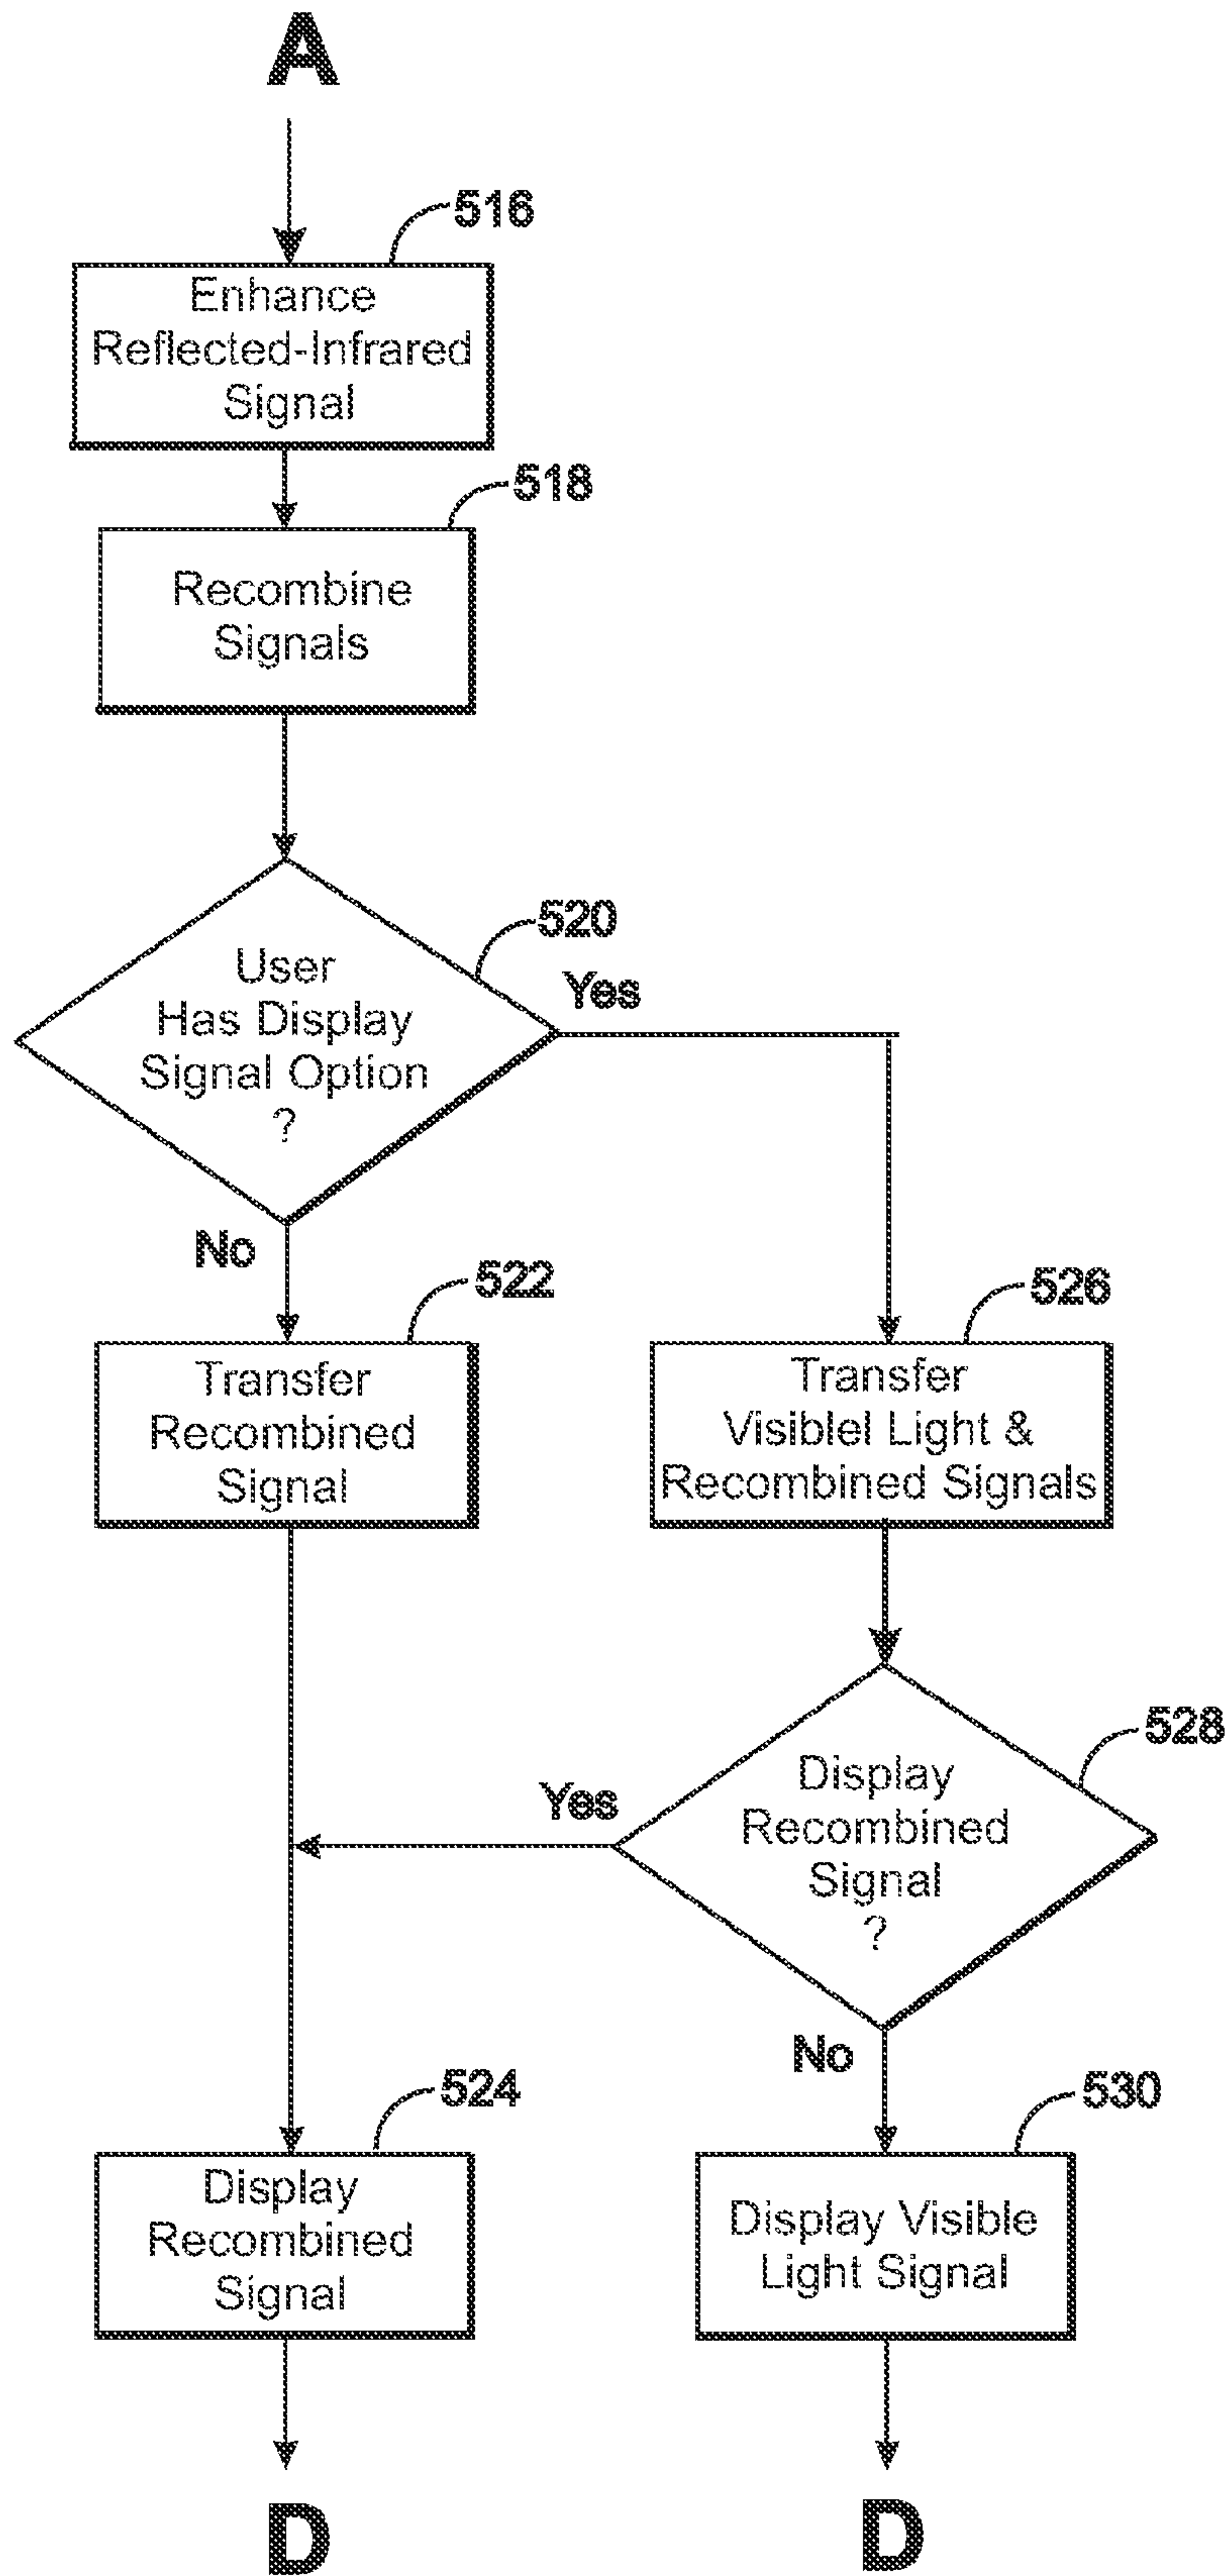 A
516
Enhance
Reflected-Infrared
Signal
518
Recombine
Signals
520
User
Has Display
Signal Option
?
Yes
No
522
Transfer
Recombined
Signal
526
Transfer
Visiblel Light &
Recombined Signals
528
Display
Recombined
Signal
?
Yes
No
524
Display
Recombined
Signal
530
Display Visible
Light Signal
D
D